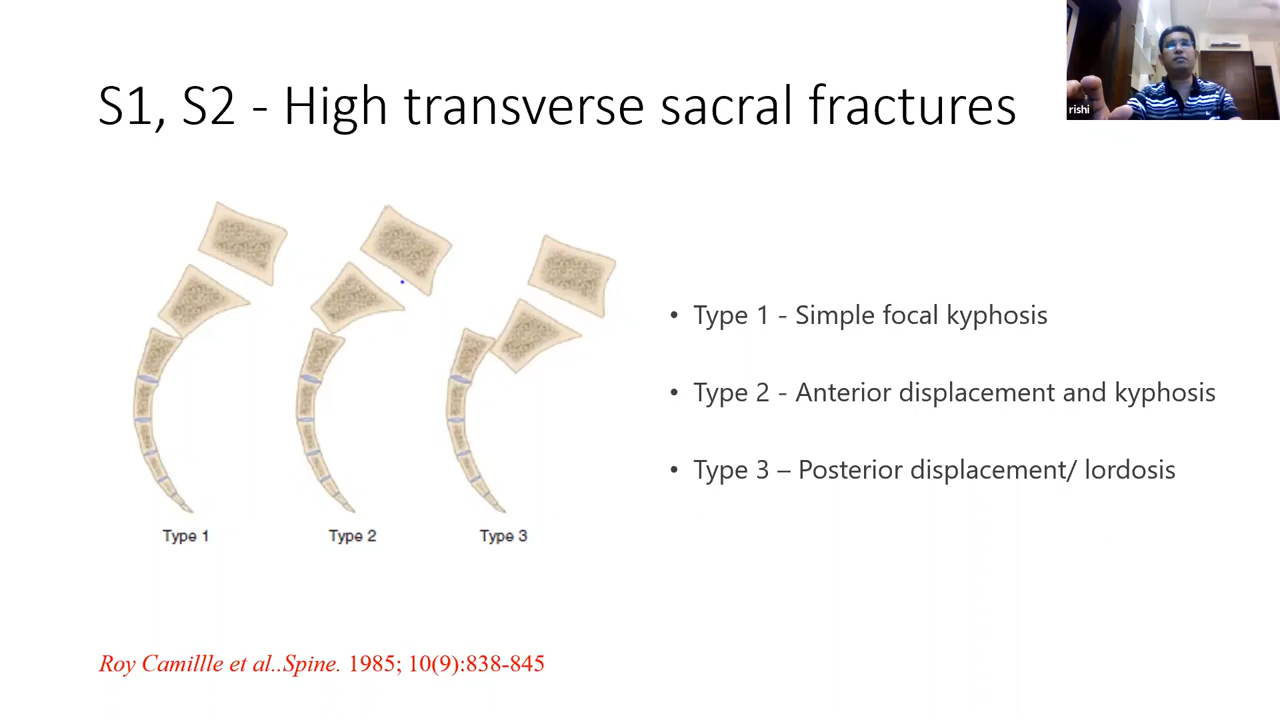 S1, S2 - High transverse sacral fractures
rishi
• Type 1 - Simple focal kyphosis
• Type 2 - Anterior displacement and kyphosis
• Type 3 – Posterior displacement/ lordosis
Type 1
Type 2
Type 3
Roy Camillle et al..Spine. 1985; 10(9):838-845